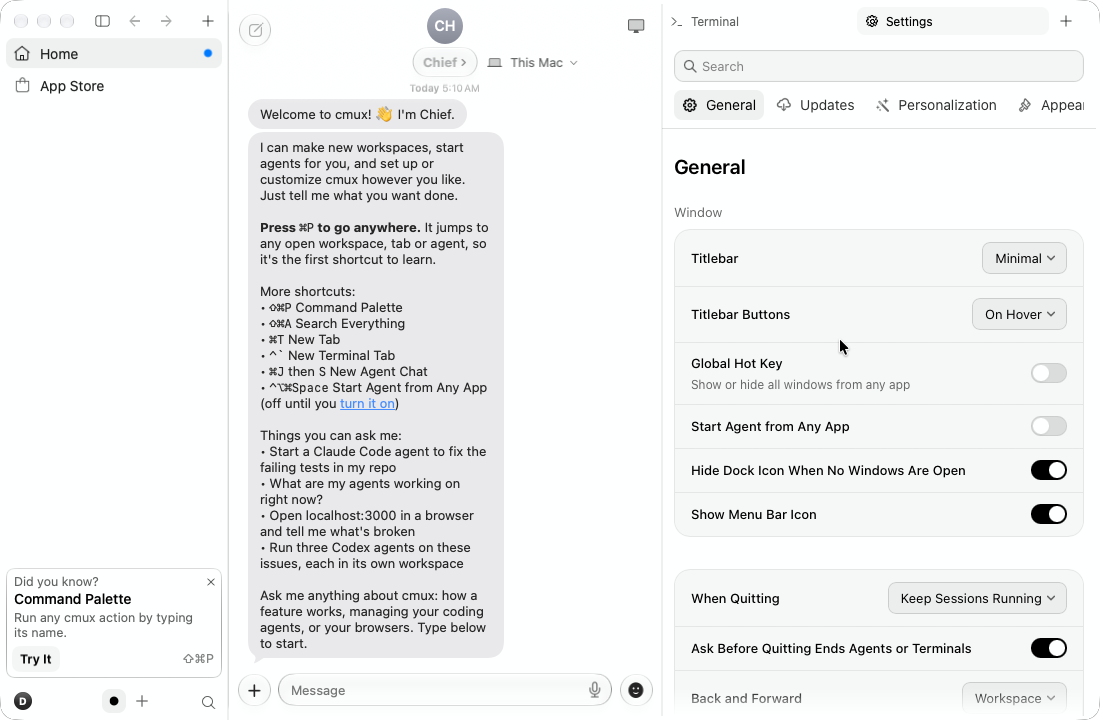 Home
App Store
Did you know?
Command Palette
Run any cmux action by typing
its name.
Try It
⇧⌘P
D
CH
Chief
This Mac
Today 5:10 AM
Welcome to cmux! 👋 I'm Chief.
I can make new workspaces, start
agents for you, and set up or
customize cmux however you like.
Just tell me what you want done.
Press ⌘P to go anywhere. It jumps to
any open workspace, tab or agent, so
it's the first shortcut to learn.
More shortcuts:
• ⇧⌘P Command Palette
• ⇧⌘A Search Everything
• ⌘T New Tab
• ^` New Terminal Tab
• ⌘J then S New Agent Chat
• ^⌥⌘Space Start Agent from Any App
(off until you turn it on)
Things you can ask me:
• Start a Claude Code agent to fix the
failing tests in my repo
• What are my agents working on
right now?
• Open localhost:3000 in a browser
and tell me what's broken
• Run three Codex agents on these
issues, each in its own workspace
Ask me anything about cmux: how a
feature works, managing your coding
agents, or your browsers. Type below
to start.
Message
Terminal
Settings
Search
General
Updates
Personalization
Appear
General
Window
Titlebar
Minimal
Titlebar Buttons
On Hover
Global Hot Key
Show or hide all windows from any app
Start Agent from Any App
Hide Dock Icon When No Windows Are Open
Show Menu Bar Icon
When Quitting
Keep Sessions Running
Ask Before Quitting Ends Agents or Terminals
Back and Forward
Workspace